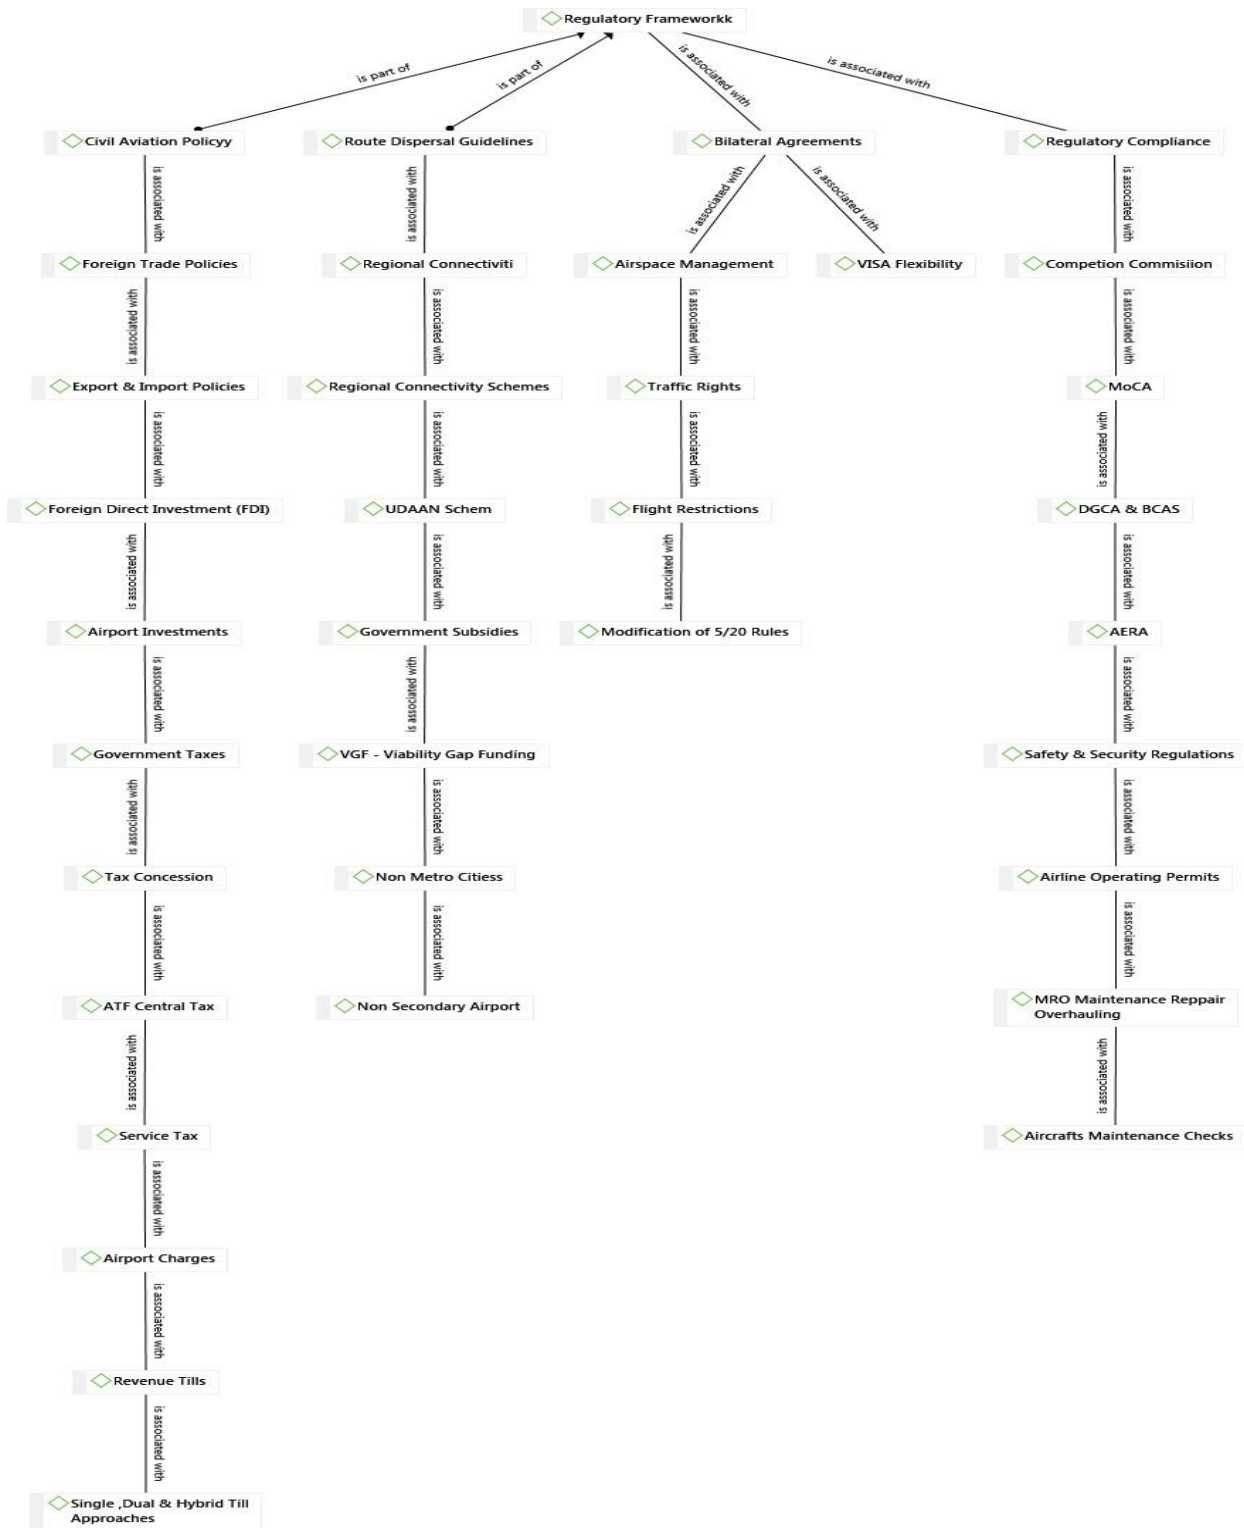 Regulatory Frameworkk
is part of
is part of
is associated with
is associated with
Civil Aviation Policyy
Route Dispersal Guidelines
Bilateral Agreements
Regulatory Compliance
is associated with
is associated with
is associated with
is associated with
is associated with
Foreign Trade Policies
Regional Connectiviti
Airspace Management
VISA Flexibility
Competion Commisiion
is associated with
is associated with
is associated with
is associated with
Export & Import Policies
Regional Connectivity Schemes
Traffic Rights
MoCA
is associated with
is associated with
is associated with
is associated with
Foreign Direct Investment (FDI)
UDAAN Schem
Flight Restrictions
DGCA & BCAS
is associated with
is associated with
is associated with
is associated with
Airport Investments
Government Subsidies
Modification of 5/20 Rules
AERA
is associated with
is associated with
is associated with
Government Taxes
VGF - Viability Gap Funding
Safety & Security Regulations
is associated with
is associated with
is associated with
Tax Concession
Non Metro Citiess
Airline Operating Permits
is associated with
is associated with
is associated with
ATF Central Tax
Non Secondary Airport
MRO Maintenance Reppair
Overhauling
is associated with
is associated with
Service Tax
Aircrafts Maintenance Checks
is associated with
Airport Charges
is associated with
Revenue Tills
is associated with
Single ,Dual & Hybrid Till
Approaches